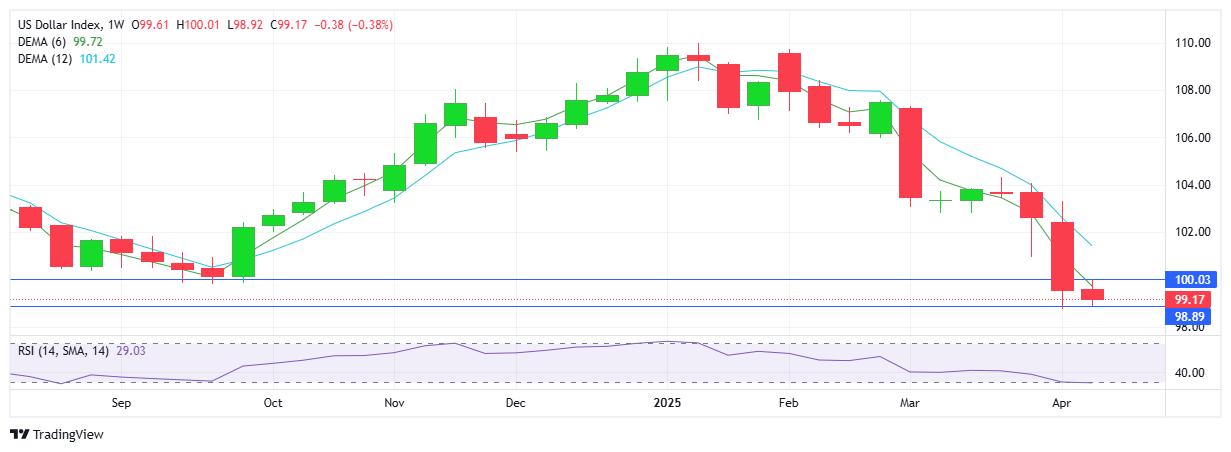 US Dollar Index, 1W O99.61 H100.01 L98.92 C99.17 −0.38 (−0.38%)
DEMA (6) 99.72
DEMA (12) 101.42
110.00
108.00
106.00
104.00
102.00
100.03
99.17
98.89
98.00
RSI (14, SMA, 14) 29.03
40.00
Sep Oct Nov Dec 2025 Feb Mar Apr
TradingView